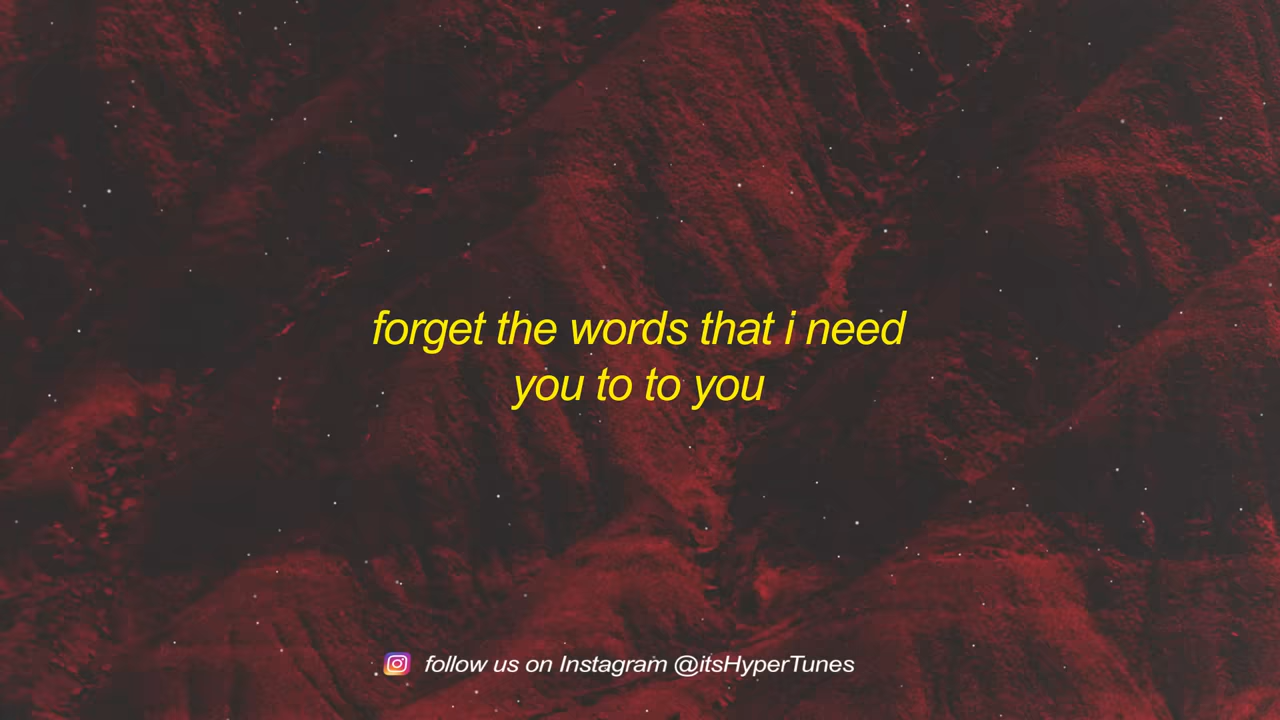 forget the words that i need
you to to you
follow us on Instagram @itsHyperTunes